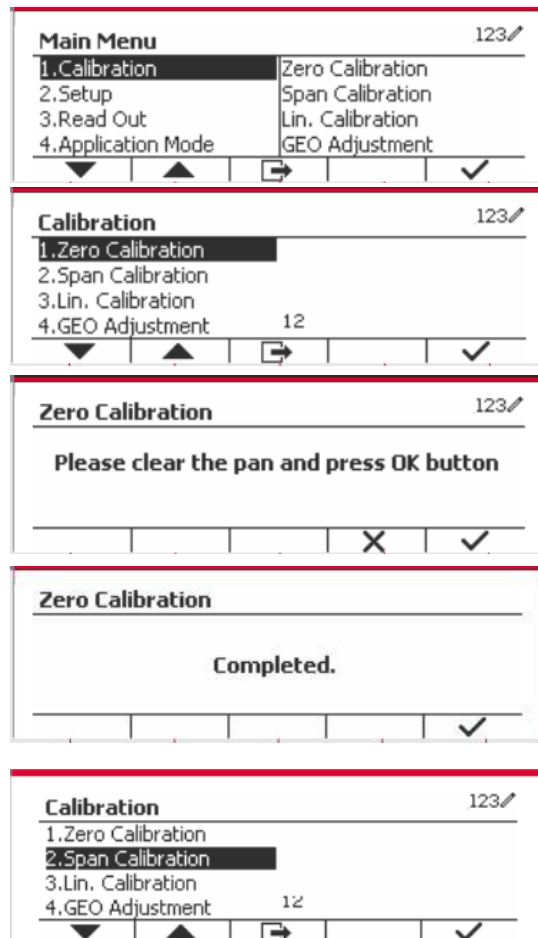 Main Menu 123
1.Calibration Zero Calibration
2.Setup Span Calibration
3.Read Out Lin. Calibration
4.Application Mode GEO Adjustment
Calibration 123
1.Zero Calibration
2.Span Calibration
3.Lin. Calibration
4.GEO Adjustment 12
Zero Calibration 123
Please clear the pan and press OK button
Zero Calibration
Completed.
Calibration 123
1.Zero Calibration
2.Span Calibration
3.Lin. Calibration
4.GEO Adjustment 12